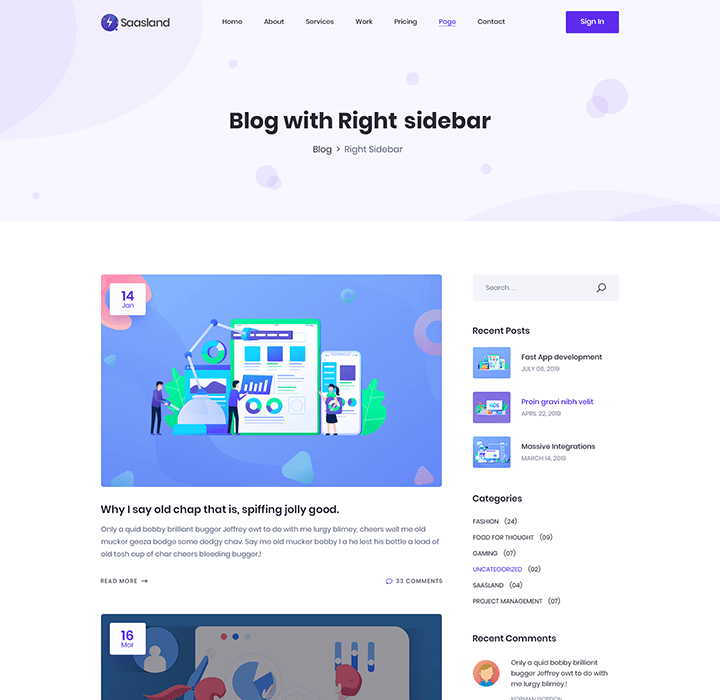 Saasland
Home About Services Work Pricing Page Contact
Sign In
Blog with Right sidebar
Blog > Right Sidebar
14
Jan
Why I say old chap that is, spiffing jolly good.
Only a quid bobby brilliant bugger Jeffrey owt to do with me lurgy blimey, cheers well me old
mucker geeza bodge some dodgy chav. Say me old mucker bobby I a he lost his bottle a load of
old tosh cup of char cheers bleeding bugger.!
READ MORE →
33 COMMENTS
16
Mar
Search...
Recent Posts
Fast App development
JULY 06, 2019
Proin gravi nibh velit
APRIL 22, 2019
Massive Integrations
MARCH 14, 2019
Categories
FASHION (24)
FOOD FOR THOUGHT (09)
GAMING (07)
UNCATEGORIZED (02)
SAASLAND (04)
PROJECT MANAGEMENT (07)
Recent Comments
Only a quid bobby brilliant
bugger Jeffrey owt to do with
me lurgy blimey.!
NORMAN GORDON